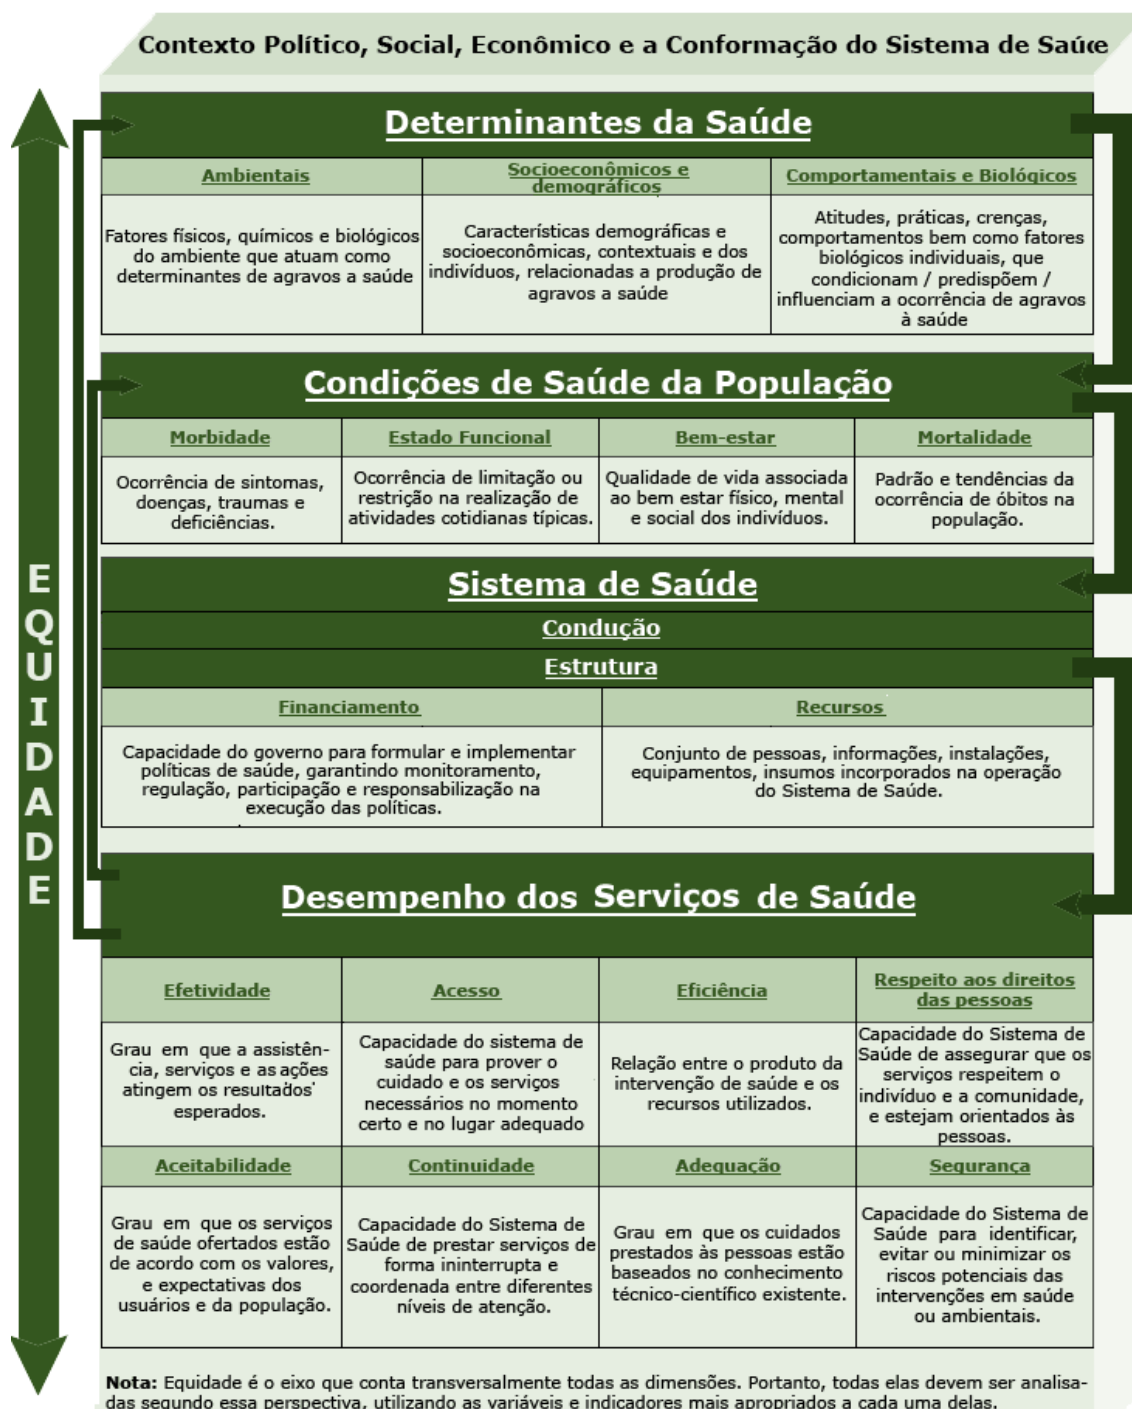 Contexto Político, Social, Econômico e a Conformação do Sistema de Saúde
EQUIDADE
Determinantes da Saúde
Ambientais
Fatores físicos, químicos e biológicos
do ambiente que atuam como
determinantes de agravos a saúde
Socioeconômicos e
demográficos
Características demográficas e
socioeconômicas, contextuais e dos
indivíduos, relacionadas a produção de
agravos a saúde
Comportamentais e Biológicos
Atitudes, práticas, crenças,
comportamentos bem como fatores
biológicos individuais, que
condicionam / predispõem /
influenciam a ocorrência de agravos
à saúde
Condições de Saúde da População
Morbidade
Ocorrência de sintomas,
doenças, traumas e
deficiências.
Estado Funcional
Ocorrência de limitação ou
restrição na realização de
atividades cotidianas típicas.
Bem-estar
Qualidade de vida associada
ao bem estar físico, mental
e social dos indivíduos.
Mortalidade
Padrão e tendências da
ocorrência de óbitos na
população.
Sistema de Saúde
Condução
Estrutura
Financiamento
Capacidade do governo para formular e implementar
políticas de saúde, garantindo monitoramento,
regulação, participação e responsabilização na
execução das políticas.
Recursos
Conjunto de pessoas, informações, instalações,
equipamentos, insumos incorporados na operação
do Sistema de Saúde.
Desempenho dos Serviços de Saúde
Efetividade
Grau em que a assistên-
cia, serviços e as ações
atingem os resultados
esperados.
Acesso
Capacidade do sistema de
saúde para prover o
cuidado e os serviços
necessários no momento
certo e no lugar adequado
Eficiência
Relação entre o produto da
intervenção de saúde e os
recursos utilizados.
Respeito aos direitos
das pessoas
Capacidade do Sistema de
Saúde de assegurar que os
serviços respeitem o
indivíduo e a comunidade,
e estejam orientados às
pessoas.
Aceitabilidade
Grau em que os serviços
de saúde ofertados estão
de acordo com os valores,
e expectativas dos
usuários e da população.
Continuidade
Capacidade do Sistema de
Saúde de prestar serviços de
forma ininterrupta e
coordenada entre diferentes
níveis de atenção.
Adequação
Grau em que os cuidados
prestados às pessoas estão
baseados no conhecimento
técnico-científico existente.
Segurança
Capacidade do Sistema de
Saúde para identificar,
evitar ou minimizar os
riscos potenciais das
intervenções em saúde
ou ambientais.
Nota: Equidade é o eixo que conta transversalmente todas as dimensões. Portanto, todas elas devem ser analisa-
das segundo essa perspectiva, utilizando as variáveis e indicadores mais apropriados a cada uma delas.